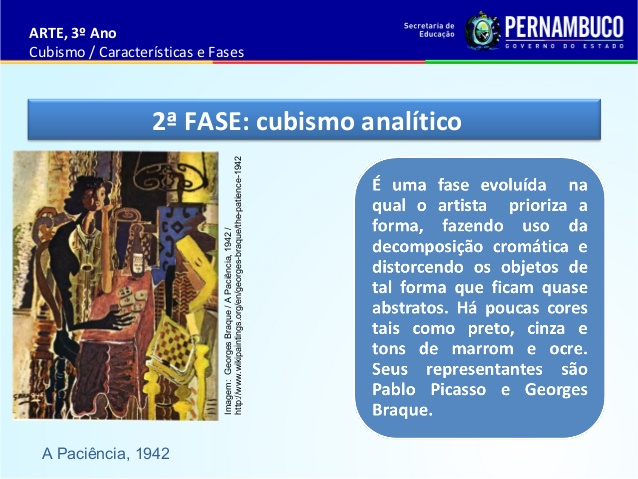 ARTE, 3º Ano
Cubismo / Características e Fases
Secretaria de
Educação
PERNAMBUCO
GOVERNO DO ESTADO
2ª FASE: cubismo analítico
Imagem: Georges Braque / A Paciência, 1942 /
http://www.wikipaintings.org/en/georges-braque/the-patience-1942
É uma fase evoluída na
qual o artista prioriza a
forma, fazendo uso da
decomposição cromática e
distorcendo os objetos de
tal forma que ficam quase
abstratos. Há poucas cores
tais como preto, cinza e
tons de marrom e ocre.
Seus representantes são
Pablo Picasso e Georges
Braque.
A Paciência, 1942